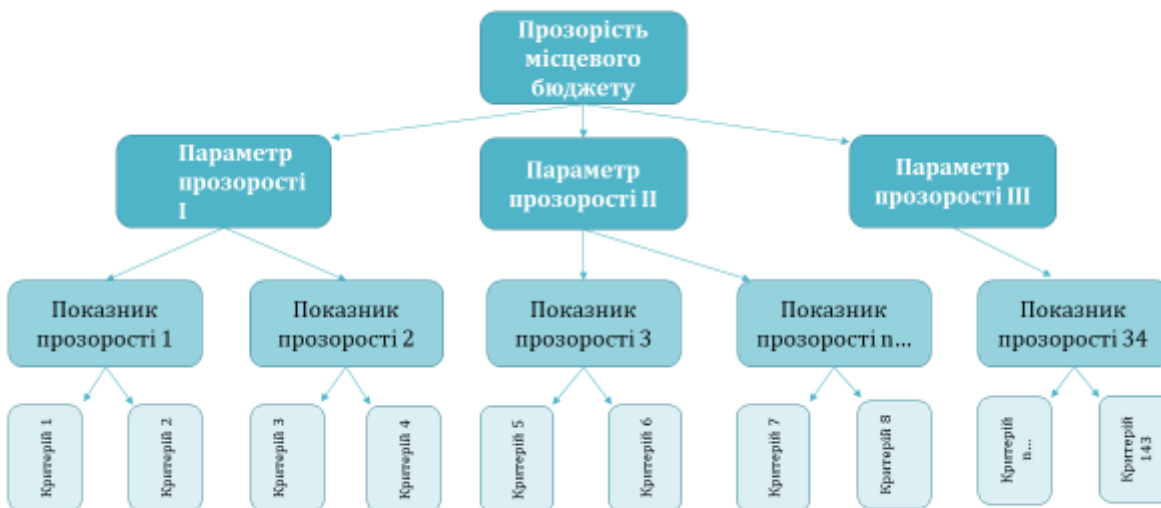 Прозорість
місцевого
бюджету
Параметр
прозорості
І
Параметр
прозорості ІІ
Параметр
прозорості ІІІ
Показник
прозорості 1
Показник
прозорості 2
Показник
прозорості 3
Показник
прозорості n...
Показник
прозорості 34
Критерій 1
Критерій 2
Критерій 3
Критерій 4
Критерій 5
Критерій 6
Критерій 7
Критерій 8
Критерій
n...
Критерій
143